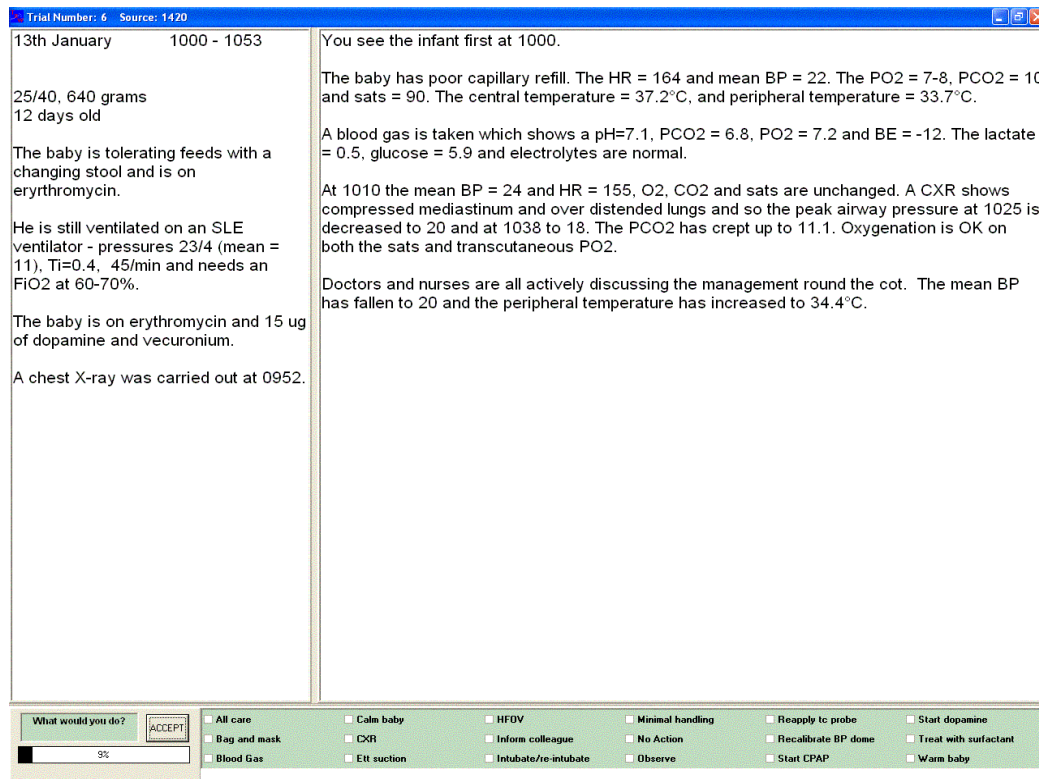 Trial Number: 6 Source: 1420
13th January 1000 - 1053
25/40, 640 grams
12 days old
The baby is tolerating feeds with a
changing stool and is on
eryrthromycin.
He is still ventilated on an SLE
ventilator - pressures 23/4 (mean =
11), Ti=0.4, 45/min and needs an
FiO2 at 60-70%.
The baby is on erythromycin and 15 ug
of dopamine and vecuronium.
A chest X-ray was carried out at 0952.
You see the infant first at 1000.
The baby has poor capillary refill. The HR = 164 and mean BP = 22. The PO2 = 7-8, PCO2 = 10
and sats = 90. The central temperature = 37.2°C, and peripheral temperature = 33.7°C.
A blood gas is taken which shows a pH=7.1, PCO2 = 6.8, PO2 = 7.2 and BE = -12. The lactate
= 0.5, glucose = 5.9 and electrolytes are normal.
At 1010 the mean BP = 24 and HR = 155, O2, CO2 and sats are unchanged. A CXR shows
compressed mediastinum and over distended lungs and so the peak airway pressure at 1025 is
decreased to 20 and at 1038 to 18. The PCO2 has crept up to 11.1. Oxygenation is OK on
both the sats and transcutaneous PO2.
Doctors and nurses are all actively discussing the management round the cot. The mean BP
has fallen to 20 and the peripheral temperature has increased to 34.4°C.
What would you do?
ACCEPT
9%
All care Calm baby HFOV Minimal handling Reapply tc probe Start dopamine
Bag and mask CXR Inform colleague No Action Recalibrate BP dome Treat with surfactant
Blood Gas Ett suction Intubate/re-intubate Observe Start CPAP Warm baby